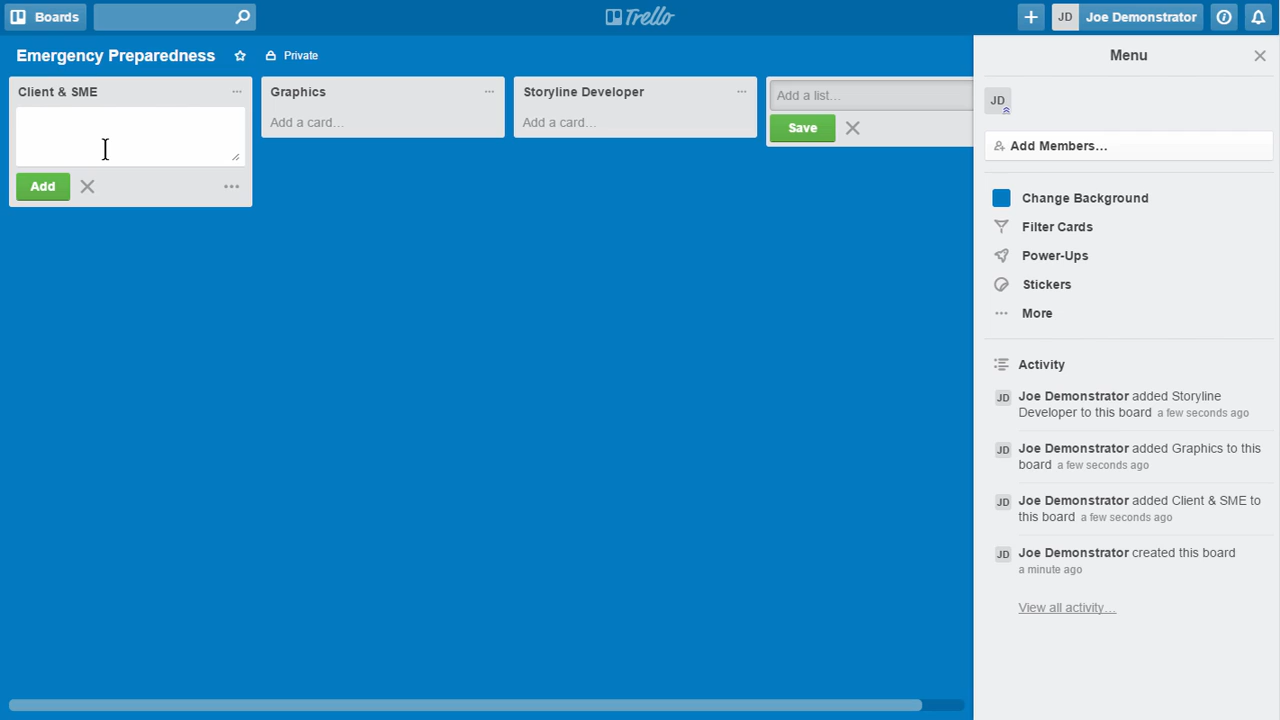 Boards
Trello
JD Joe Demonstrator
Emergency Preparedness Private
Client & SME
Add
Graphics
Add a card…
Storyline Developer
Add a card…
Add a list…
Save
Menu
JD
Add Members…
Change Background
Filter Cards
Power-Ups
Stickers
More
Activity
JD Joe Demonstrator added Storyline
Developer to this board a few seconds ago
JD Joe Demonstrator added Graphics to this
board a few seconds ago
JD Joe Demonstrator added Client & SME to
this board a few seconds ago
JD Joe Demonstrator created this board
a minute ago
View all activity…